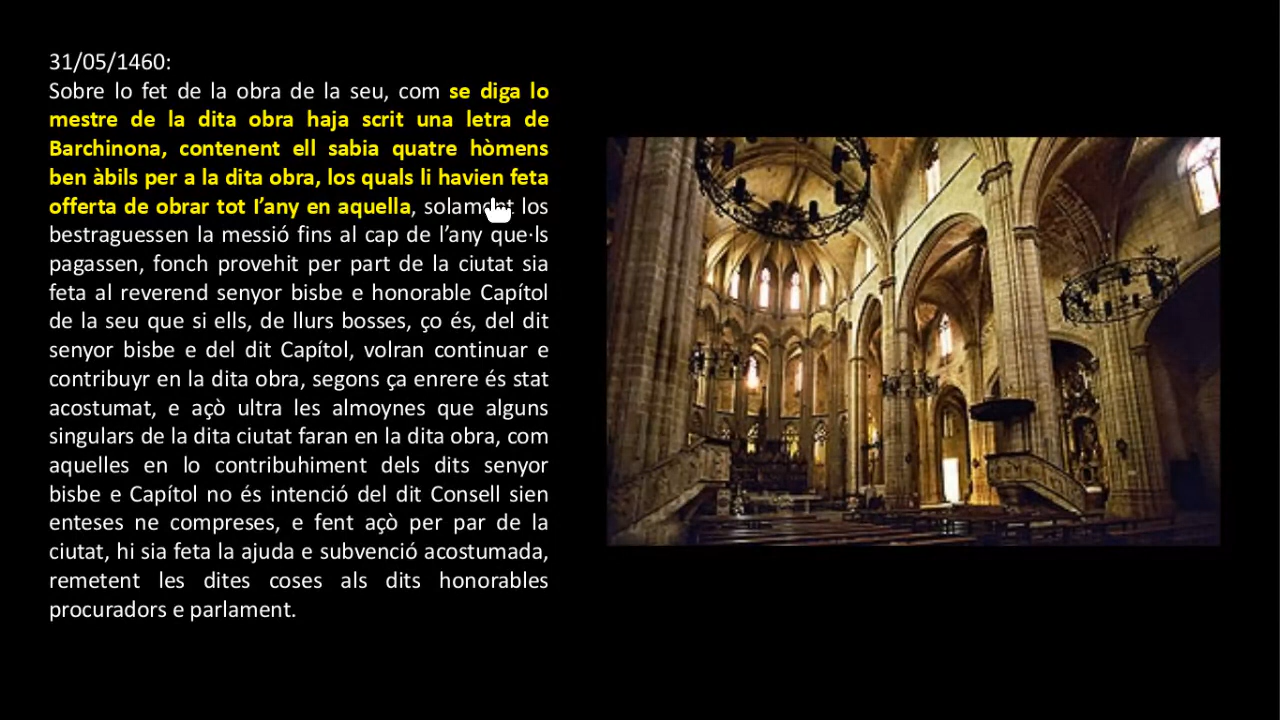 31/05/1460:
Sobre lo fet de la obra de la seu, com se diga lo
mestre de la dita obra haja scrit una letra de
Barchinona, contenent ell sabia quatre hòmens
ben àbils per a la dita obra, los quals li havien feta
offerta de obrar tot I’any en aquella, solament los
bestraguessen la messió fins al cap de l’any que·ls
pagassen, fonch provehit per part de la ciutat sia
feta al reverend senyor bisbe e honorable Capítol
de la seu que si ells, de llurs bosses, ço és, del dit
senyor bisbe e del dit Capítol, volran continuar e
contribuyr en la dita obra, segons ça enrere és stat
acostumat, e açò ultra les almoynes que alguns
singulars de la dita ciutat faran en la dita obra, com
aquelles en lo contribuhiment dels dits senyor
bisbe e Capítol no és intenció del dit Consell sien
enteses ne compreses, e fent açò per par de la
ciutat, hi sia feta la ajuda e subvenció acostumada,
remetent les dites coses als dits honorables
procuradors e parlament.